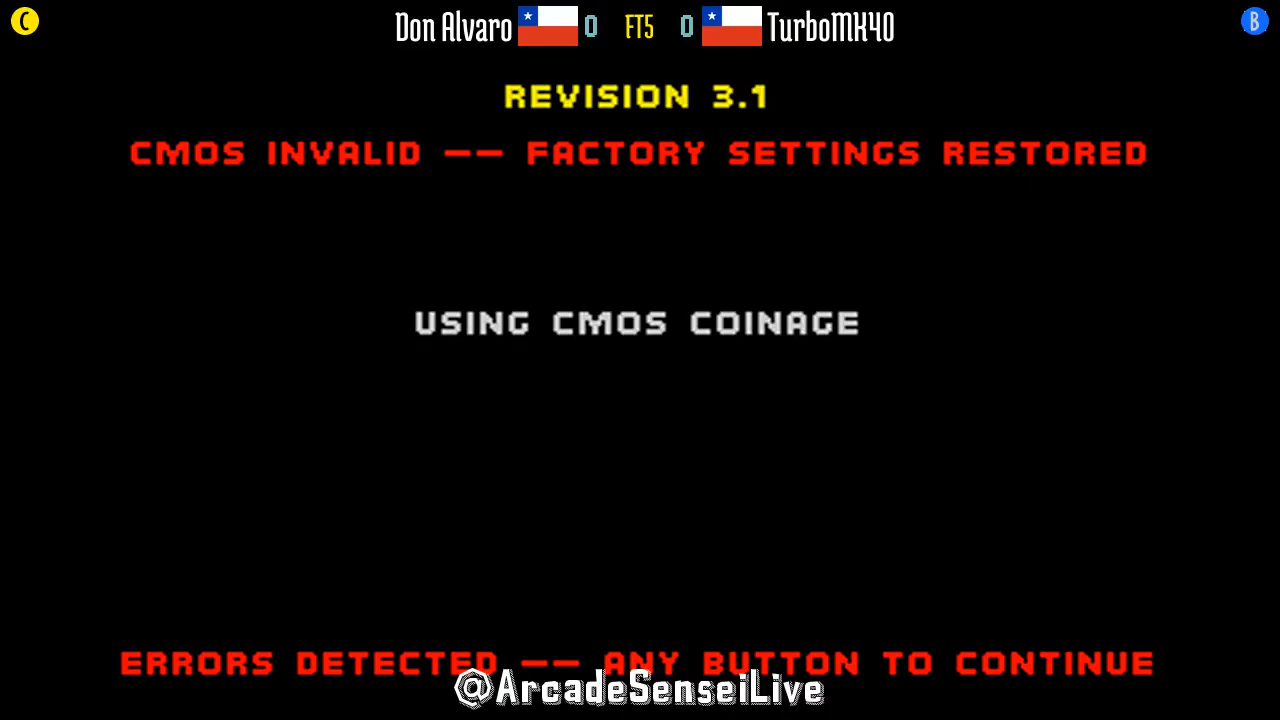 C Don Alvaro 0 FT5 0 TurboMK40 B
REVISION 3.1
CMOS INVALID -- FACTORY SETTINGS RESTORED
USING CMOS COINAGE
ERRORS DETECTED -- ANY BUTTON TO CONTINUE
@ArcadeSenseiLive